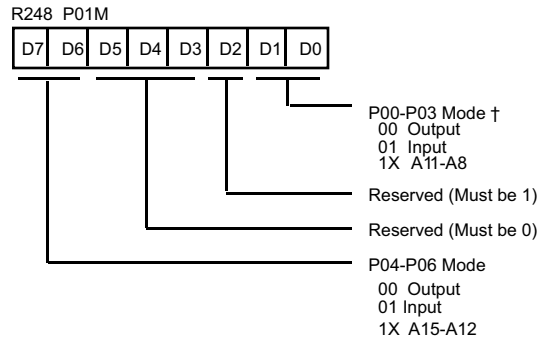 R248 P01M
D7 D6 D5 D4 D3 D2 D1 D0
P00-P03 Mode †
00 Output
01 Input
1X A11-A8
Reserved (Must be 1)
Reserved (Must be 0)
P04-P06 Mode
00 Output
01 Input
1X A15-A12